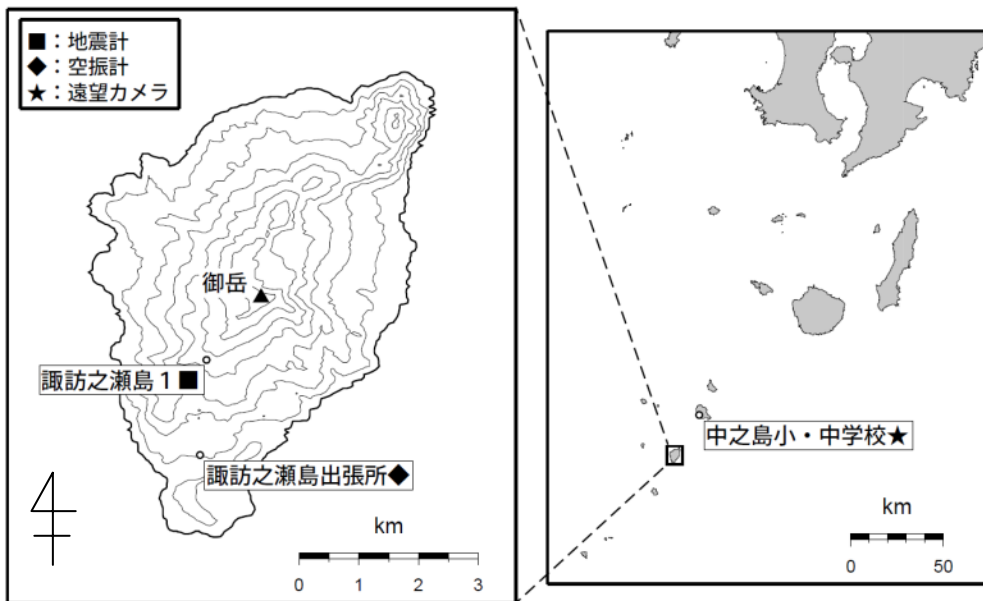 ■:地震計
◆:空振計
★:遠望カメラ
御岳
諏訪之瀬島1■
諏訪之瀬島出張所◆
km
0 1 2 3
中之島小・中学校★
km
0 50